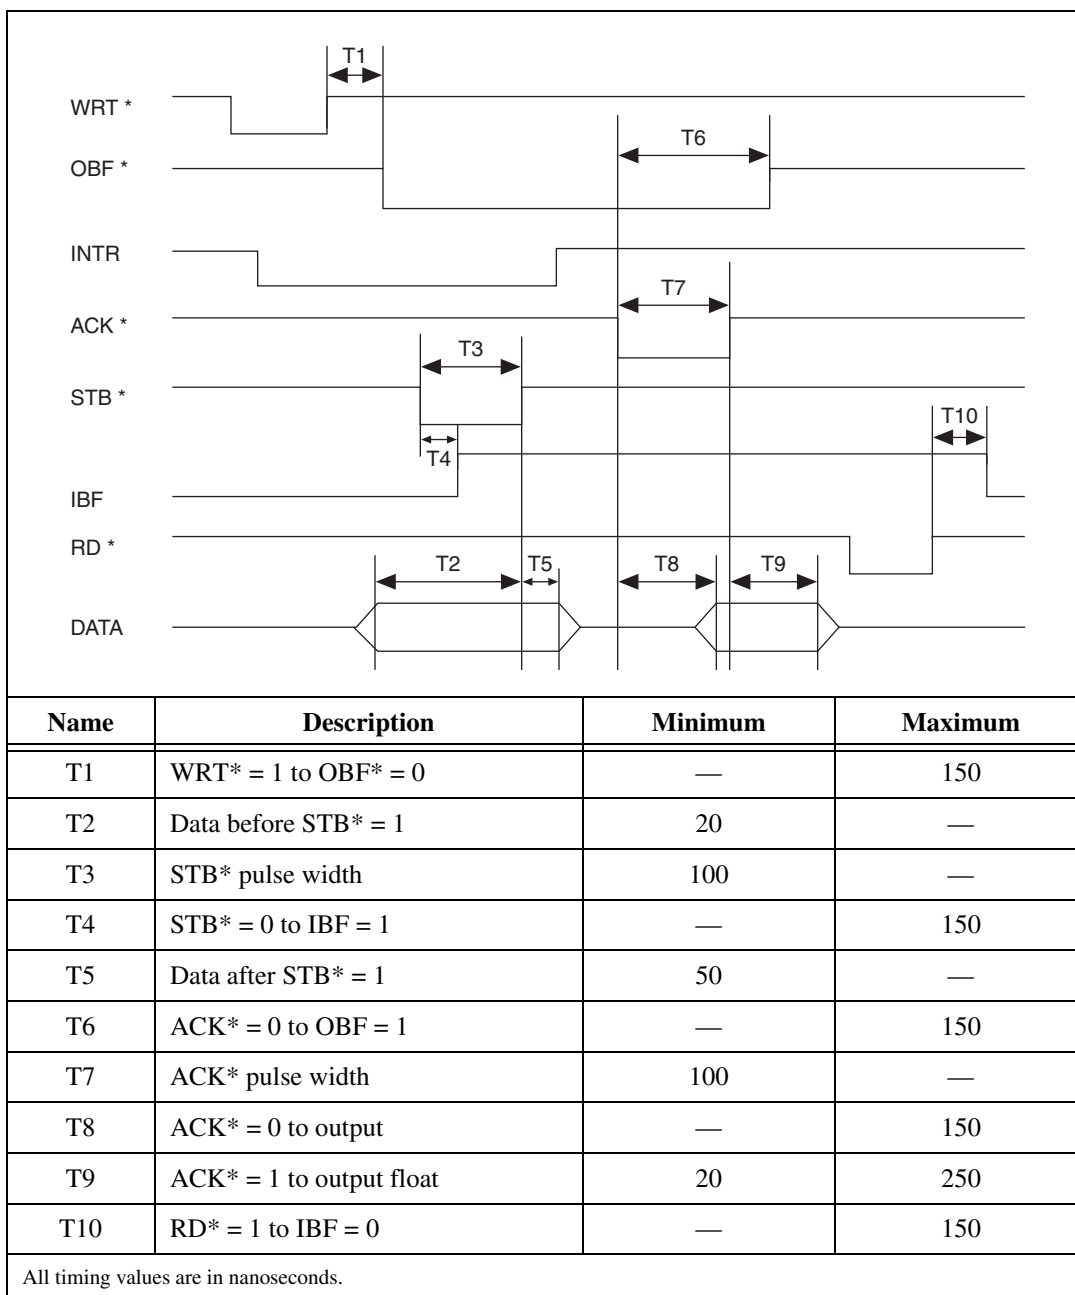 T1
WRT *
T6
OBF *
INTR
T7
ACK *
T3
STB *
T10
T4
IBF
RD *
T2 T5 T8 T9
DATA
Name Description Minimum Maximum
T1 WRT* = 1 to OBF* = 0 — 150
T2 Data before STB* = 1 20 —
T3 STB* pulse width 100 —
T4 STB* = 0 to IBF = 1 — 150
T5 Data after STB* = 1 50 —
T6 ACK* = 0 to OBF = 1 — 150
T7 ACK* pulse width 100 —
T8 ACK* = 0 to output — 150
T9 ACK* = 1 to output float 20 250
T10 RD* = 1 to IBF = 0 — 150
All timing values are in nanoseconds.